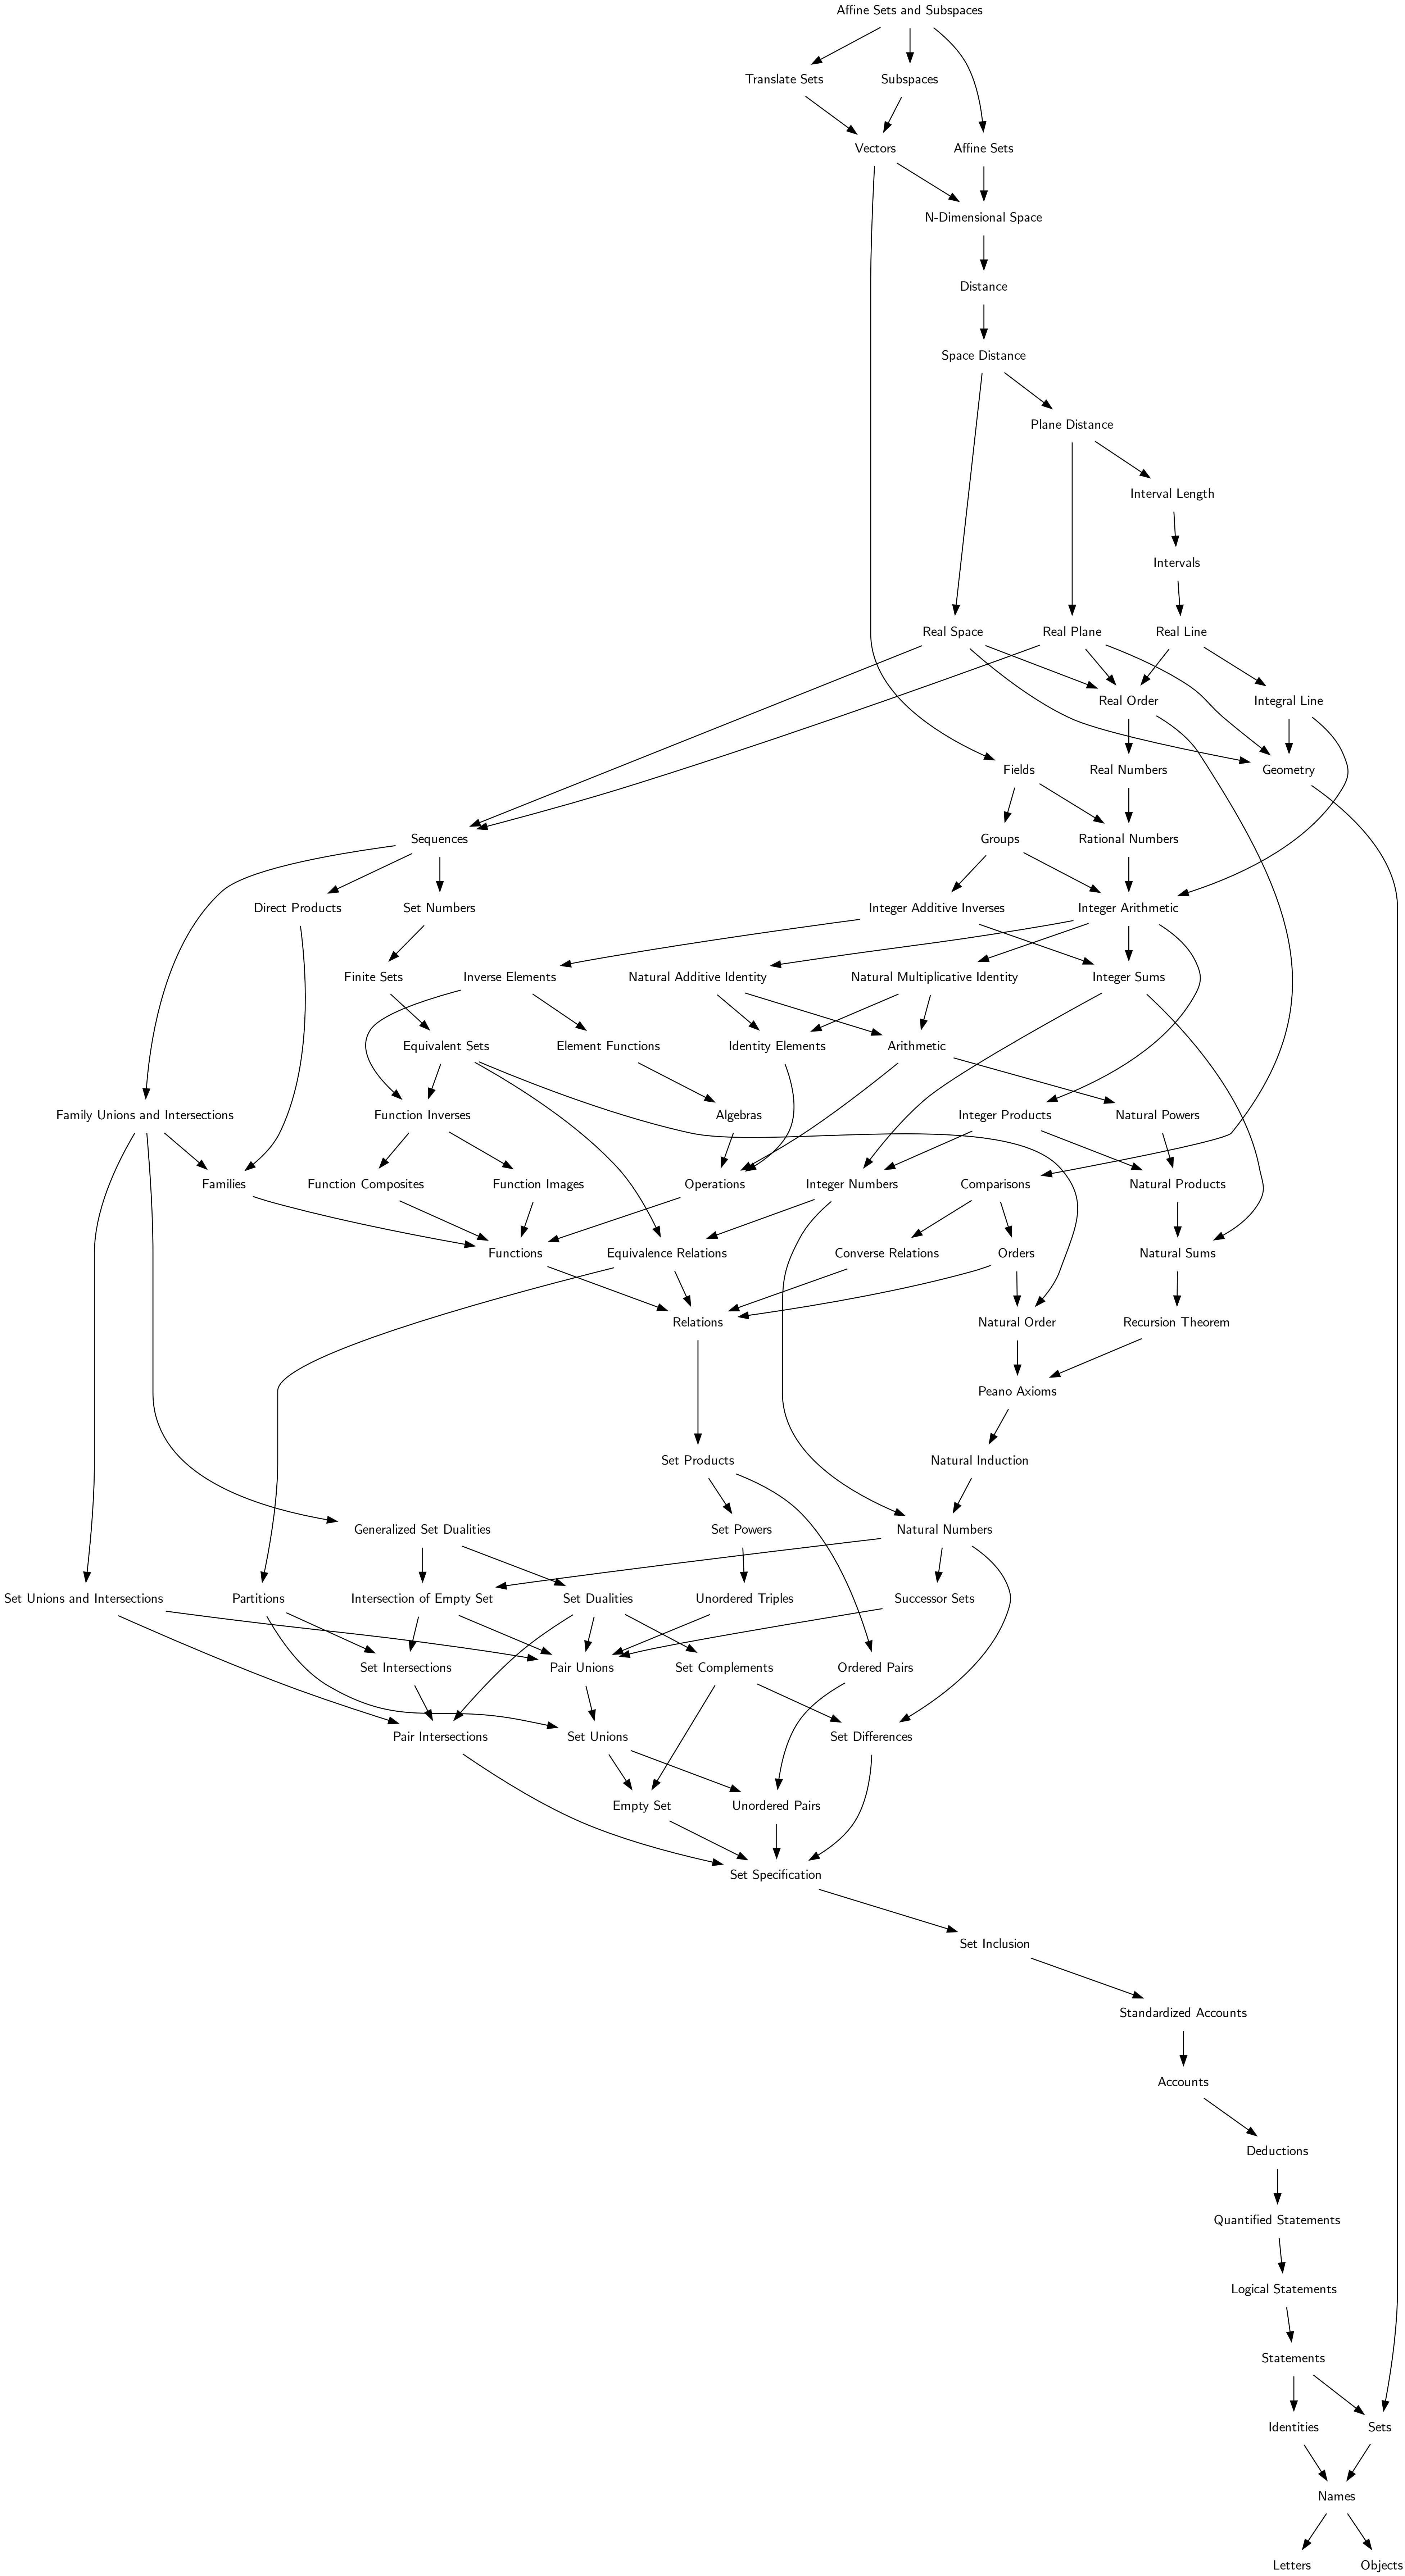 Affine Sets and Subspaces
Translate Sets
Subspaces
Vectors
Affine Sets
N-Dimensional Space
Distance
Space Distance
Plane Distance
Interval Length
Intervals
Real Space
Real Plane
Real Line
Real Order
Integral Line
Fields
Real Numbers
Geometry
Sequences
Groups
Rational Numbers
Direct Products
Set Numbers
Integer Additive Inverses
Integer Arithmetic
Finite Sets
Inverse Elements
Natural Additive Identity
Natural Multiplicative Identity
Integer Sums
Equivalent Sets
Element Functions
Identity Elements
Arithmetic
Family Unions and Intersections
Function Inverses
Algebras
Integer Products
Natural Powers
Families
Function Composites
Function Images
Operations
Integer Numbers
Comparisons
Natural Products
Functions
Equivalence Relations
Converse Relations
Orders
Natural Sums
Relations
Natural Order
Recursion Theorem
Peano Axioms
Set Products
Natural Induction
Generalized Set Dualities
Set Powers
Natural Numbers
Set Unions and Intersections
Partitions
Intersection of Empty Set
Set Dualities
Unordered Triples
Successor Sets
Set Intersections
Pair Unions
Set Complements
Ordered Pairs
Pair Intersections
Set Unions
Set Differences
Empty Set
Unordered Pairs
Set Specification
Set Inclusion
Standardized Accounts
Accounts
Deductions
Quantified Statements
Logical Statements
Statements
Identities
Sets
Names
Letters
Objects